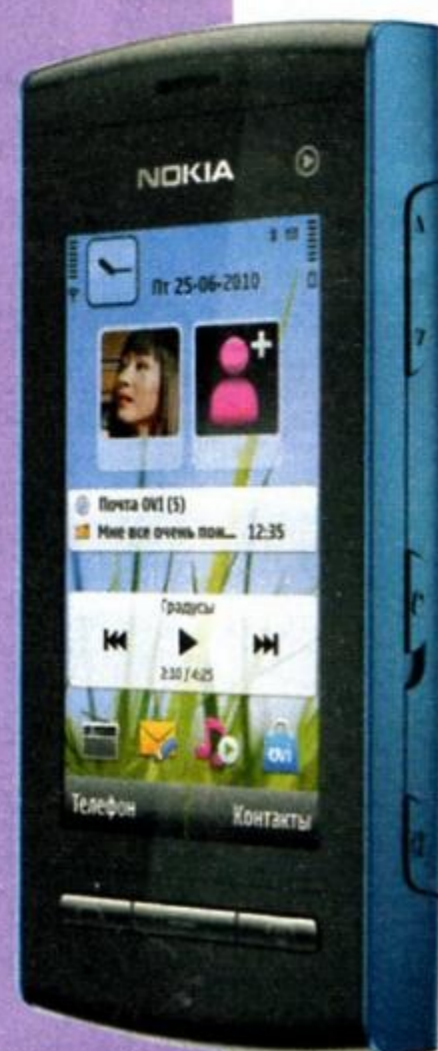 NOKIA
Пт 25-06-2010
Почта OVI (5)
Мне все очень пон... 12:35
Градусы
2:10 / 4:25
ovi
Телефон
Контакты